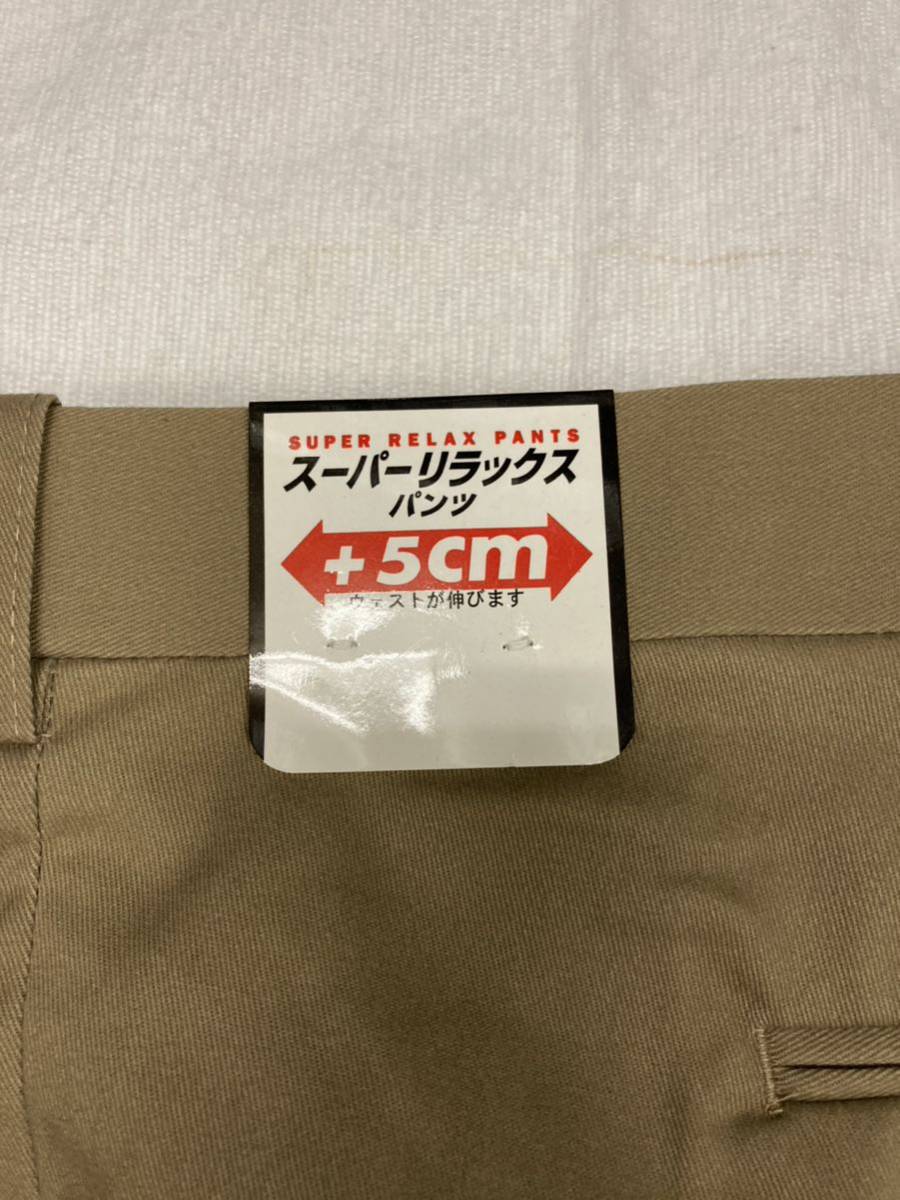 SUPER RELAX PANTS
スーパーリラックス
パンツ
+5cm
ウエストが伸びます